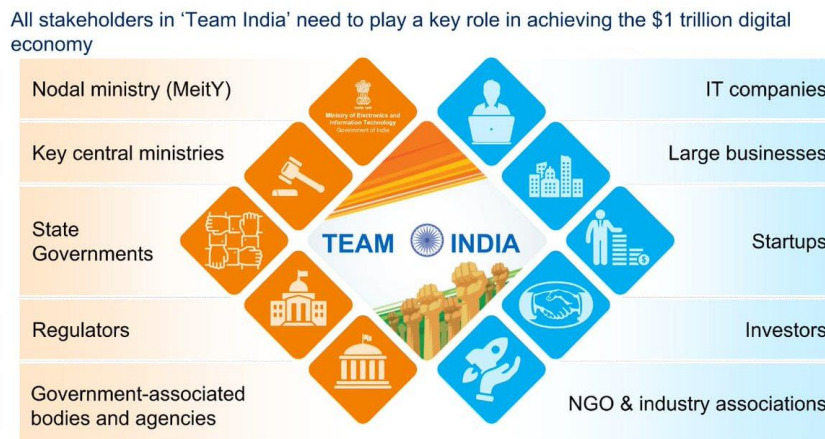 All stakeholders in ‘Team India’ need to play a key role in achieving the $1 trillion digital
economy
Nodal ministry (MeitY)
Ministry of Electronics and
Information Technology
Government of India
IT companies
Key central ministries
Large businesses
State
Governments
TEAM INDIA
Startups
Regulators
Investors
Government-associated
bodies and agencies
NGO & industry associations